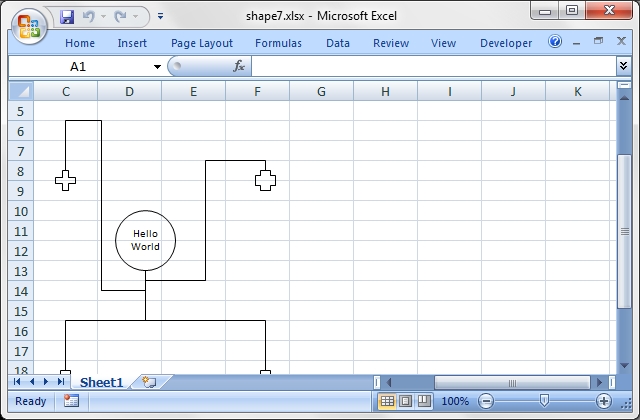 shape7.xlsx - Microsoft Excel
Home Insert Page Layout Formulas Data Review View Developer
A1 fx
C D E F G H I J K
5
6
7
8
9
10
11
12
13
14
15
16
17
18
Hello
World
Sheet1
Ready 100%